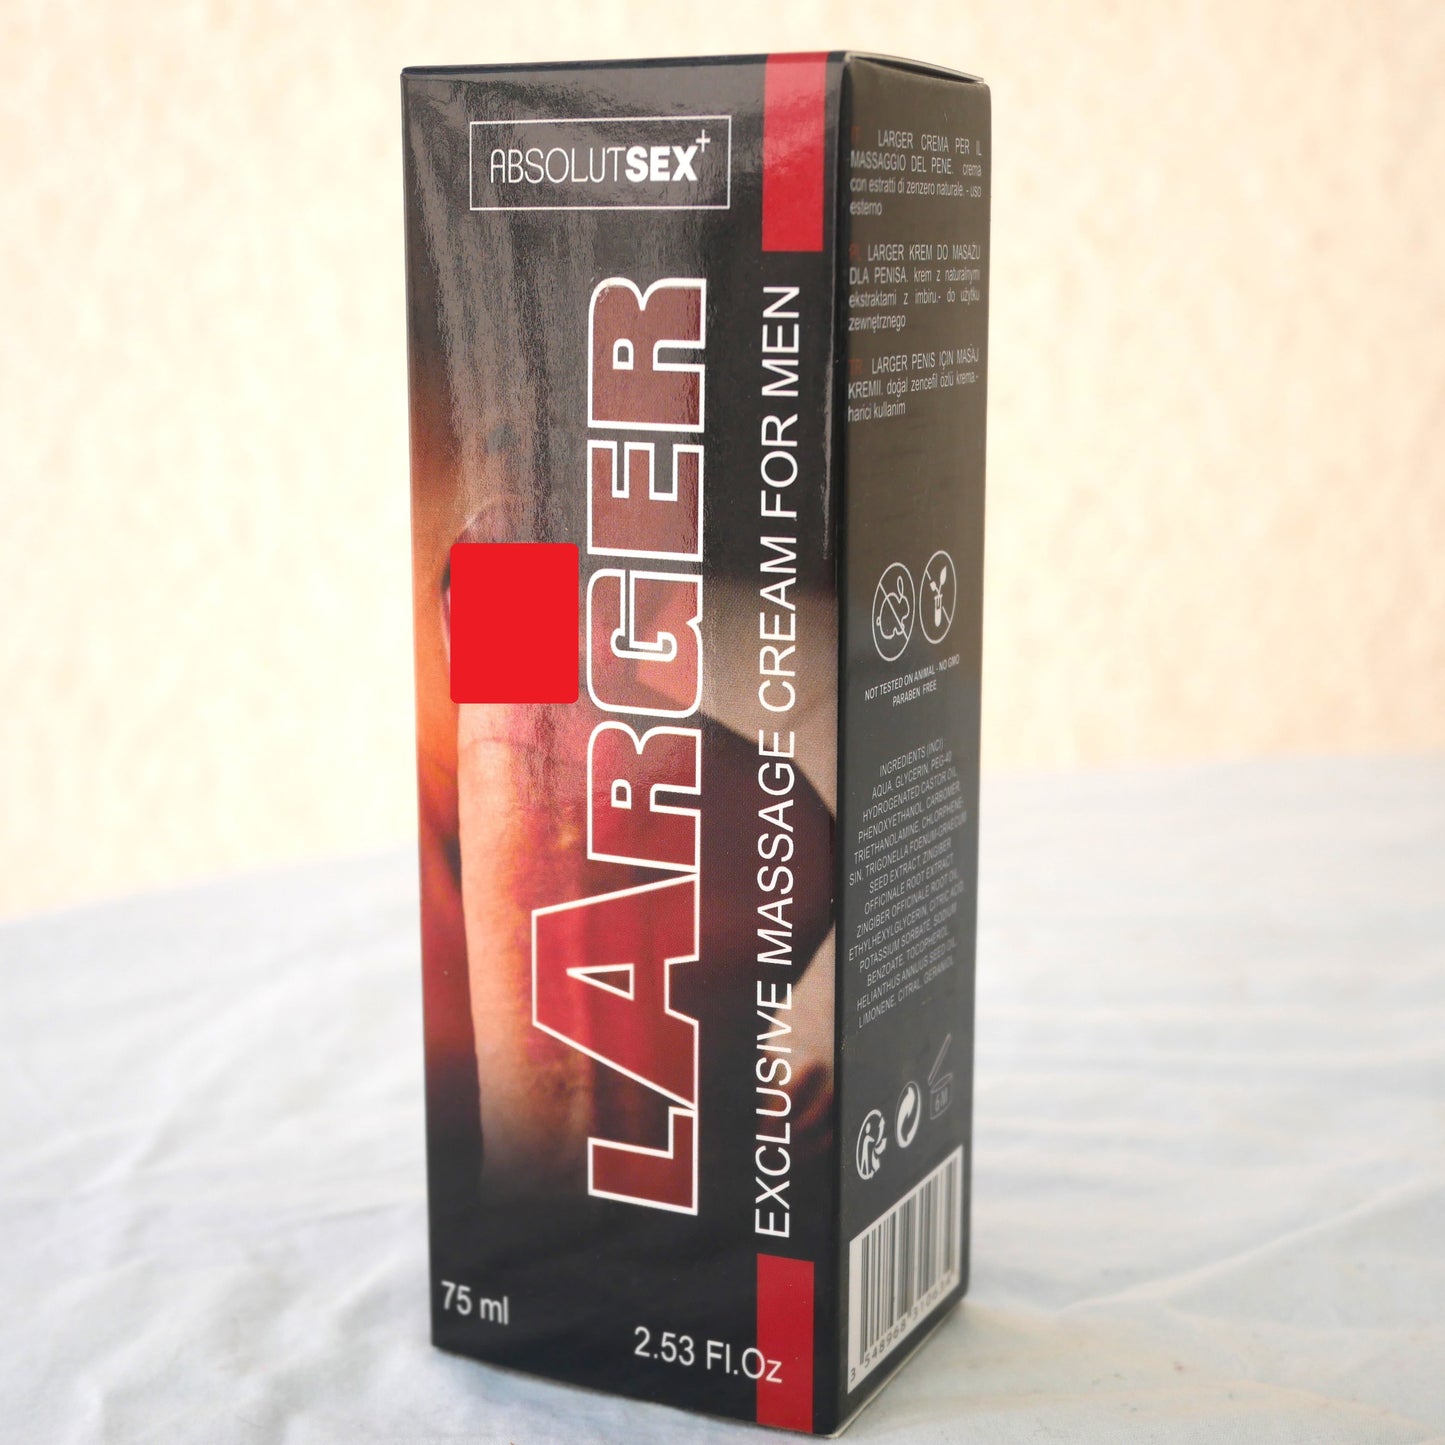 ABSOLUTSEX+
LARGER
EXCLUSIVE MASSAGE CREAM FOR MEN
75 ml
2.53 Fl.Oz
LARGER CREMA PER IL
MASSAGGIO DEL PENE. crema
con estratti di zenzero naturale. - uso
esterno
PL LARGER KREM DO MASAŻU
DLA PENISA. krem z naturalnymi
ekstraktami z imbiru.- do użytku
zewnętrznego
TR LARGER PENIS IÇIN MASAJ
KREMII. doğal zencefil özlü krema.-
harici kullanim
NOT TESTED ON ANIMAL - NO GMO
PARABEN FREE
INGREDIENTS (INCI)
AQUA, GLYCERIN, PEG-40
HYDROGENATED CASTOR OIL,
PHENOXYETHANOL, CARBOMER,
TRIETHANOLAMINE, CHLORPHENE-
SIN, TRIGONELLA FOENUM-GRAECUM
SEED EXTRACT, ZINGIBER
OFFICINALE ROOT EXTRACT,
ZINGIBER OFFICINALE ROOT OIL,
ETHYLHEXYLGLYCERIN, CITRIC ACID,
POTASSIUM SORBATE, SODIUM
BENZOATE, TOCOPHEROL,
HELIANTHUS ANNUUS SEED OIL,
LIMONENE, CITRAL, GERANIOL
6 M